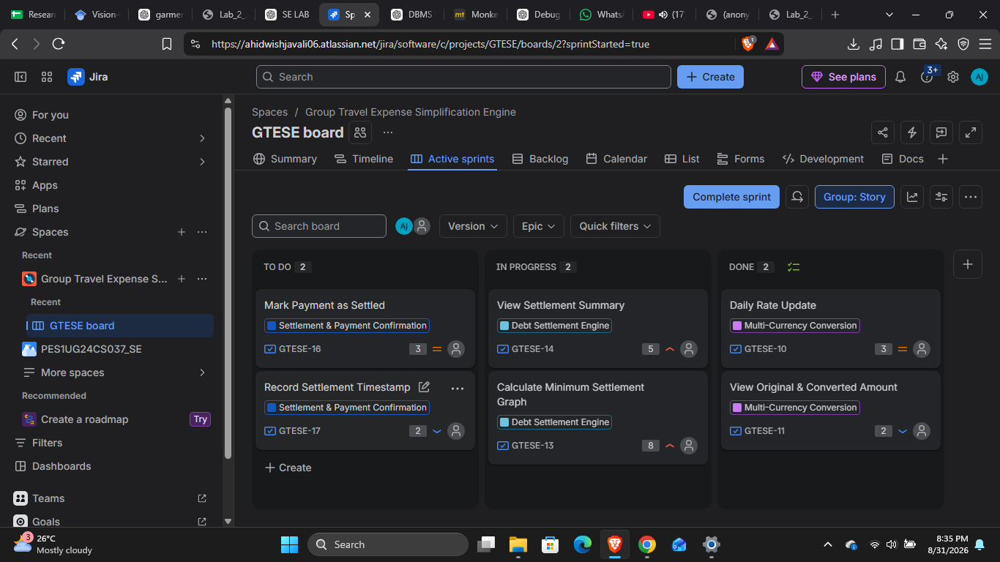 Resear
Vision-
garmer
Lab_2_
SE LAB
Sp
DBMS
mt
Monke
Debug
WhatsA
(17
(anony
Lab_2_
https://ahidwishjavali06.atlassian.net/jira/software/c/projects/GTESE/boards/2?sprintStarted=true
1
Jira
Search
Create
See plans
3+
AJ
For you
Recent
Starred
Apps
Plans
Spaces
Recent
Group Travel Expense S...
Recent
GTESE board
PES1UG24CS037_SE
More spaces
Recommended
Create a roadmap
Try
Filters
Dashboards
Teams
Goals
Spaces / Group Travel Expense Simplification Engine
GTESE board
Summary
Timeline
Active sprints
Backlog
Calendar
List
Forms
Development
Docs
Complete sprint
Group: Story
Search board
AJ
Version
Epic
Quick filters
TO DO 2
Mark Payment as Settled
Settlement & Payment Confirmation
GTESE-16
3
Record Settlement Timestamp
Settlement & Payment Confirmation
GTESE-17
2
Create
IN PROGRESS 2
View Settlement Summary
Debt Settlement Engine
GTESE-14
5
Calculate Minimum Settlement
Graph
Debt Settlement Engine
GTESE-13
8
DONE 2
Daily Rate Update
Multi-Currency Conversion
GTESE-10
3
View Original & Converted Amount
Multi-Currency Conversion
GTESE-11
2
3
26°C
Mostly cloudy
Search
8:35 PM
8/31/2026